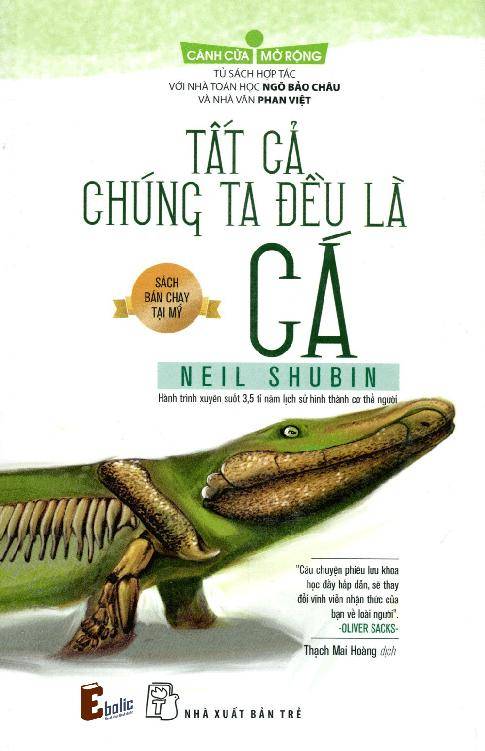 CÁNH CỬA MỞ RỘNG
TỦ SÁCH HỢP TÁC
VỚI NHÀ TOÁN HỌC NGÔ BẢO CHÂU
VÀ NHÀ VĂN PHAN VIỆT
TẤT CẢ
CHÚNG TA ĐỀU LÀ
CÁ
SÁCH
BÁN CHẠY
TẠI MỸ
NEIL SHUBIN
Hành trình xuyên suốt 3,5 tỉ năm lịch sử hình thành cơ thể người
"Câu chuyện phiêu lưu khoa
học đầy hấp dẫn, sẽ thay
đổi vĩnh viễn nhận thức của
bạn về loài người".
-OLIVER SACKS-
Thạch Mai Hoàng dịch
Ebolic
NHÀ XUẤT BẢN TRẺ